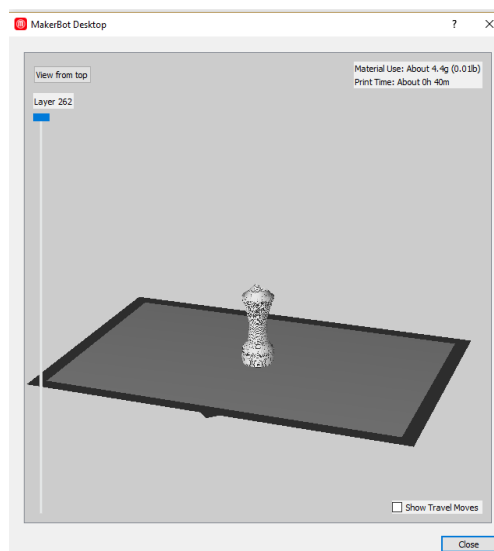 MakerBot Desktop
? ×
View from top
Material Use: About 4.4g (0.01lb)
Print Time: About 0h 40m
Layer 262
Show Travel Moves
Close